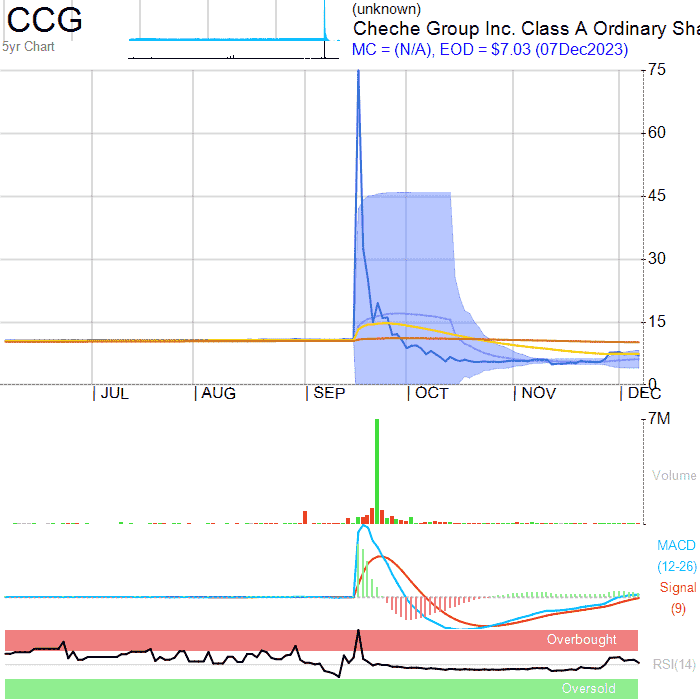 CCG
5yr Chart
(unknown)
Cheche Group Inc. Class A Ordinary Sha
MC = (N/A), EOD = $7.03 (07Dec2023)
75
60
45
30
15
0
JUL
AUG
SEP
OCT
NOV
DEC
7M
Volume
MACD
(12-26)
Signal
(9)
Overbought
RSI(14)
Oversold